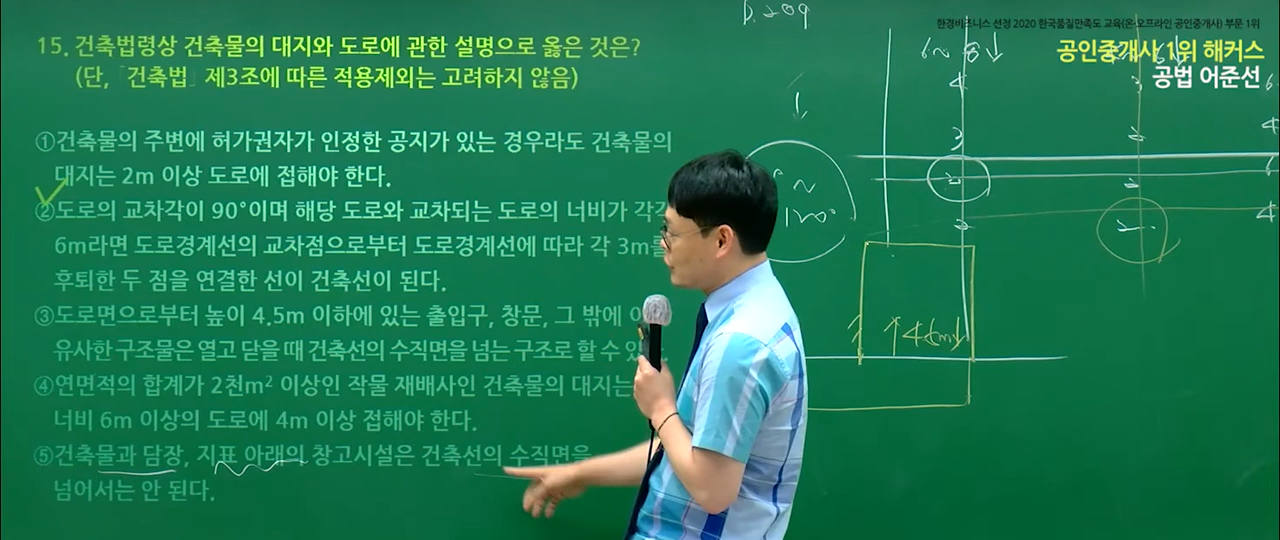 p.209
한경비즈니스 선정 2020 한국품질만족도 교육(온·오프라인 공인중개사) 부문 1위
공인중개사 1위 해커스
공법 어준선
15. 건축법령상 건축물의 대지와 도로에 관한 설명으로 옳은 것은?
(단, 「건축법」 제3조에 따른 적용제외는 고려하지 않음)
①건축물의 주변에 허가권자가 인정한 공지가 있는 경우라도 건축물의
대지는 2m 이상 도로에 접해야 한다.
②도로의 교차각이 90°이며 해당 도로와 교차되는 도로의 너비가 각각
6m라면 도로경계선의 교차점으로부터 도로경계선에 따라 각 3m를
후퇴한 두 점을 연결한 선이 건축선이 된다.
③도로면으로부터 높이 4.5m 이하에 있는 출입구, 창문, 그 밖에 이
유사한 구조물은 열고 닫을 때 건축선의 수직면을 넘는 구조로 할 수
④연면적의 합계가 2천m² 이상인 작물 재배사인 건축물의 대지는
너비 6m 이상의 도로에 4m 이상 접해야 한다.
⑤건축물과 담장, 지표 아래의 창고시설은 건축선의 수직면을
넘어서는 안 된다.
6~8↓
4
3
2
2
3
2
2
2
6
4
4
120°